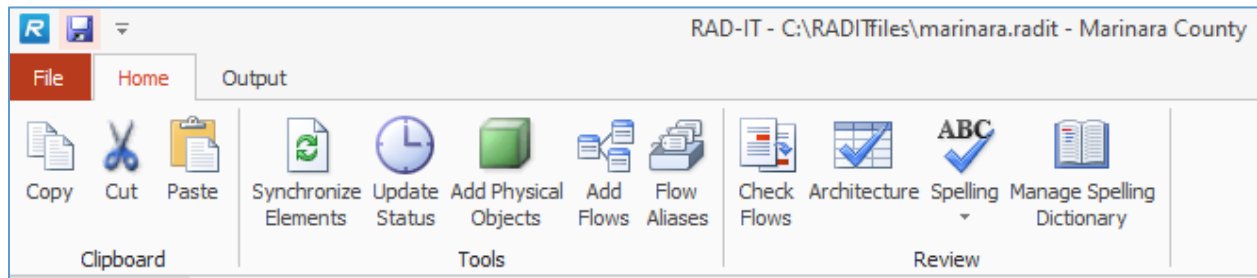 R RAD-IT - C:\RADITfiles\marinara.radit - Marinara County
File Home Output
ABC
Copy Cut Paste Synchronize Elements Update Status Add Physical Objects Add Flows Flow Aliases Check Flows Architecture Spelling Manage Spelling Dictionary
Clipboard Tools Review